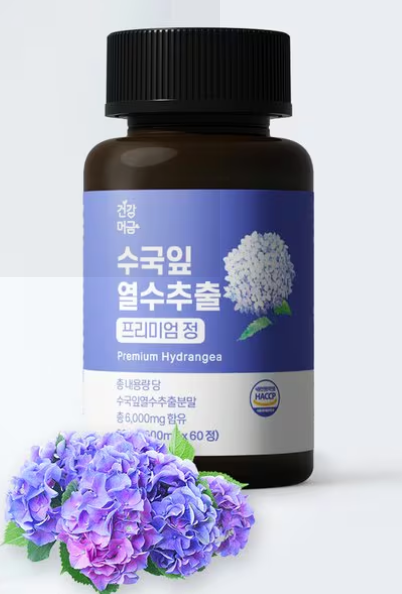 건강
머금
수국잎
열수추출
프리미엄 정
Premium Hydrangea
총 내용량 당
수국잎열수추출분말
총 6,000mg 함유
x 60 정)
HACCP